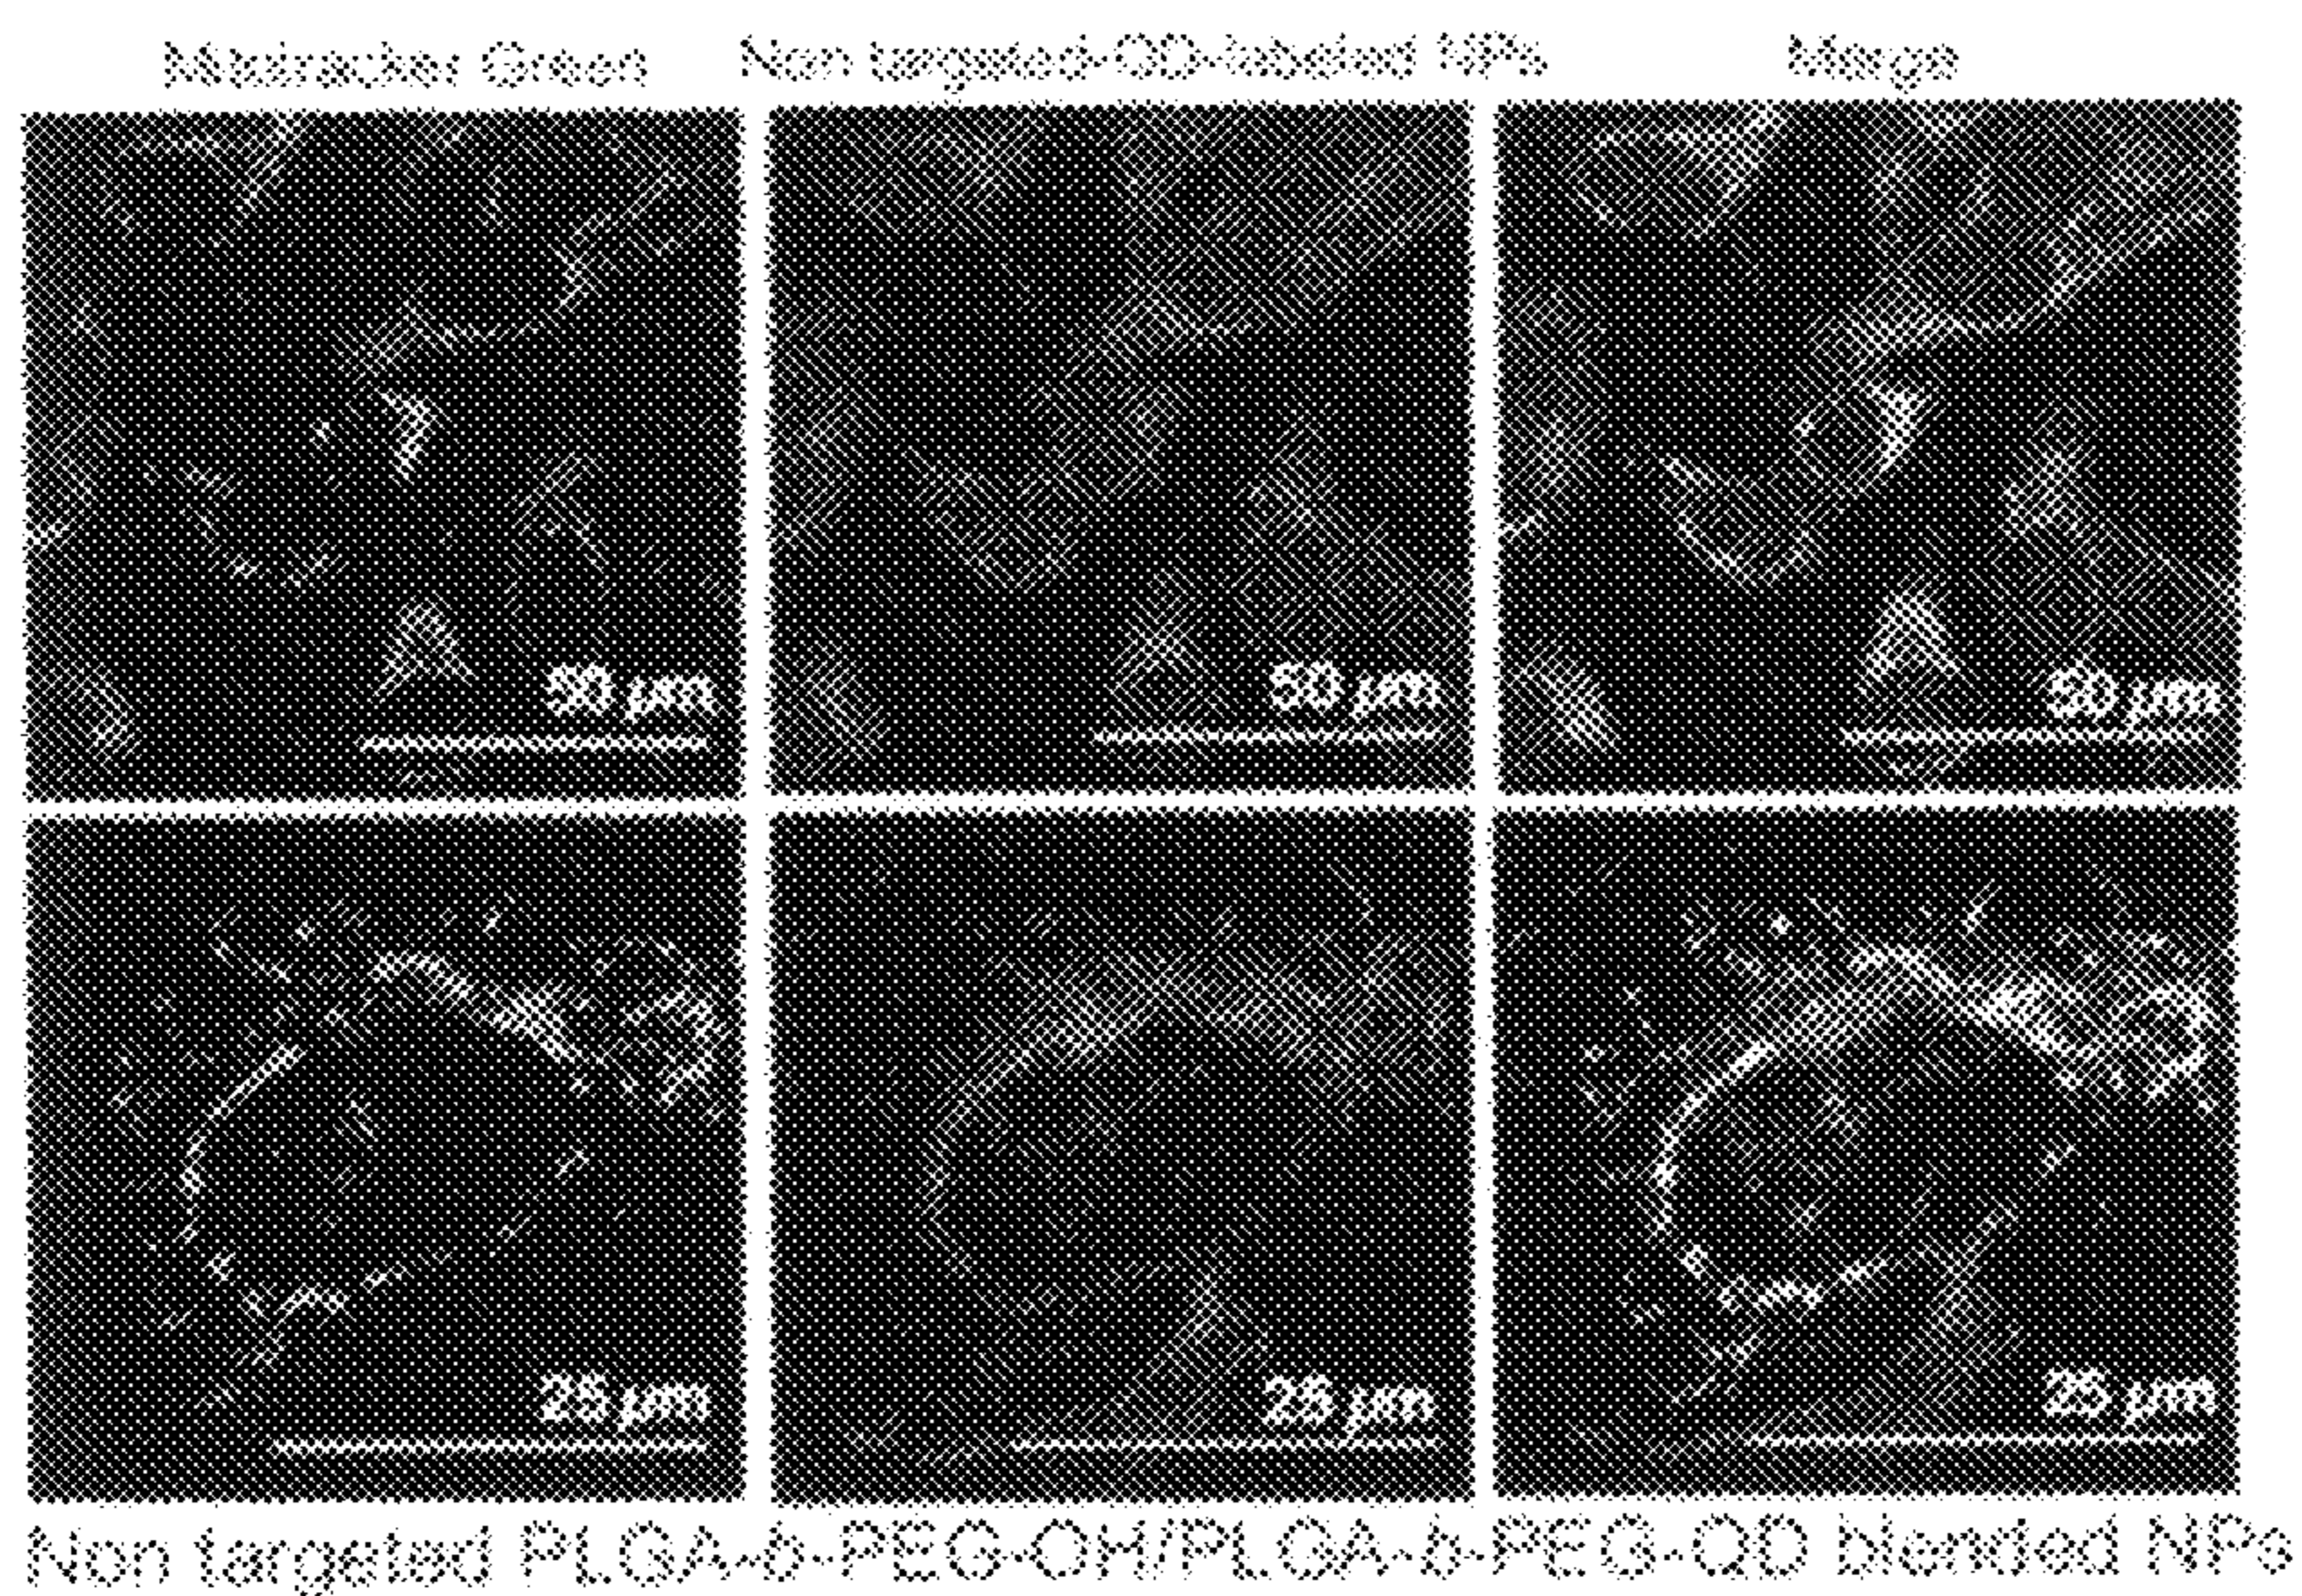 Mitotracker Green
Non targeted-QD-labeled NPs
Merge
50 µm
50 µm
50 µm
25 µm
25 µm
25 µm
Non targeted PLGA-b-PEG-OH/PLGA-b-PEG-QD blended NPs